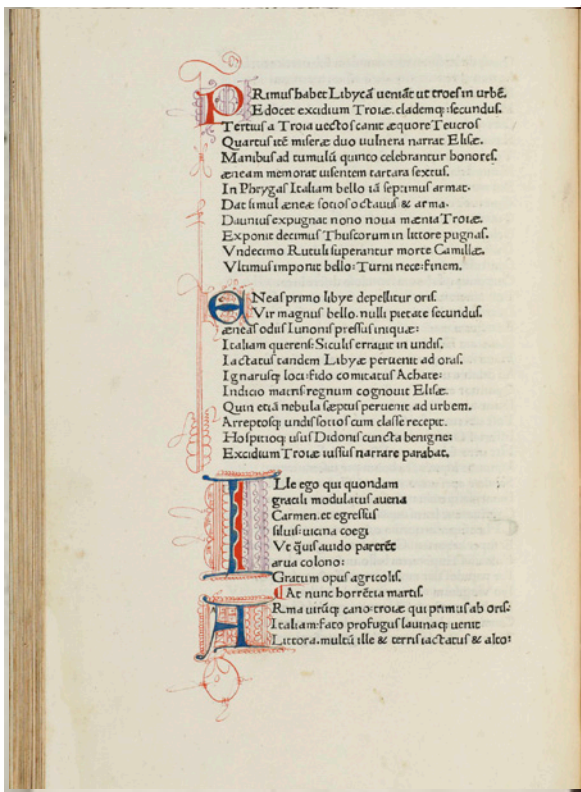 PRimus habet Libycā ueniāt ut troes in urbē.
Edocet excidium Troiæ. clademq; secundus.
Tertius a Troia uectos canit æquore Teucros
Quartus itē miseræ duo uulnera narrat Elisæ.
Manibus ad tumulū quinto celebrantur honores.
æneam memorat uisentem tartara sextus.
In Phrygas Italiam bello iā septimus armat.
Dat simul æneæ socios octauus & arma.
Daunius expugnat nono noua mænia Troiæ.
Exponit decimus Thuscorum in littore pugnas.
Vndecimo Rutuli superantur morte Camillæ.
Vltimus imponit bello: Turni nece: finem.
ENeas primo libye depellitur oris.
Vir magnus bello. nulli pietate secundus.
æneas odiis Iunonis pressus iniquæ:
Italiam querens: Siculis errauit in undis.
Iactatus tandem Libyæ peruenit ad oras.
Ignarusq; loci: fido comitatus Achate:
Indicio matris: regnum cognouit Elisæ.
Quin etiā nebula sæptus peruenit ad urbem.
Arreptosq; undis socios cum classe recepit.
Hospitioq; usus Didonis cuncta benigne:
Excidium Troiæ iussus narrare parabat.
ILle ego qui quondam
gracili modulatus auena
Carmen. et egressus
siluis: uicina coegi
Vt q̄uis auido parerēt
arua colono:
Gratum opus agricolis.
At nunc horrētia martis.
ARma uirūq; cano: troiæ qui primus ab oris:
Italiam: fato profugus lauinaq; uenit
Littora. multū ille & terris iactatus & alto: